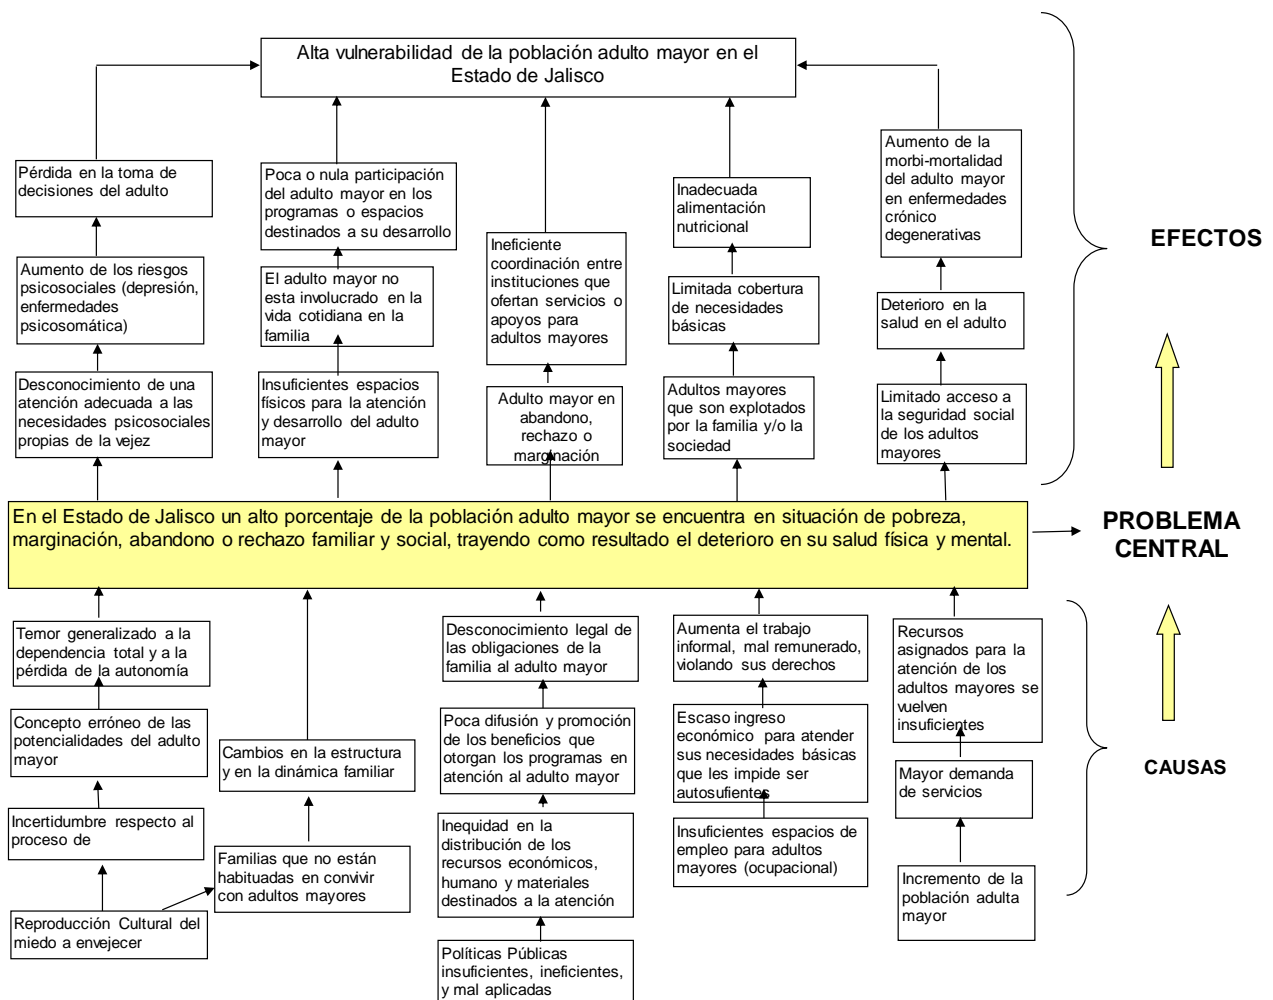 Alta vulnerabilidad de la población adulto mayor en el
Estado de Jalisco
Pérdida en la toma de
decisiones del adulto
Aumento de los riesgos
psicosociales (depresión,
enfermedades
psicosomática)
Desconocimiento de una
atención adecuada a las
necesidades psicosociales
propias de la vejez
Poca o nula participación
del adulto mayor en los
programas o espacios
destinados a su desarrollo
El adulto mayor no
esta involucrado en la
vida cotidiana en la
familia
Insuficientes espacios
físicos para la atención
y desarrollo del adulto
mayor
Ineficiente
coordinación entre
instituciones que
ofertan servicios o
apoyos para
adultos mayores
Adulto mayor en
abandono,
rechazo o
marginación
Inadecuada
alimentación
nutricional
Limitada cobertura
de necesidades
básicas
Adultos mayores
que son explotados
por la familia y/o la
sociedad
Aumento de la
morbi-mortalidad
del adulto mayor
en enfermedades
crónico
degenerativas
Deterioro en la
salud en el adulto
Limitado acceso a
la seguridad social
de los adultos
mayores
EFECTOS
En el Estado de Jalisco un alto porcentaje de la población adulto mayor se encuentra en situación de pobreza,
marginación, abandono o rechazo familiar y social, trayendo como resultado el deterioro en su salud física y mental.
PROBLEMA
CENTRAL
Temor generalizado a la
dependencia total y a la
pérdida de la autonomía
Concepto erróneo de las
potencialidades del adulto
mayor
Incertidumbre respecto al
proceso de
Reproducción Cultural del
miedo a envejecer
Cambios en la estructura
y en la dinámica familiar
Familias que no están
habituadas en convivir
con adultos mayores
Desconocimiento legal de
las obligaciones de la
familia al adulto mayor
Poca difusión y promoción
de los beneficios que
otorgan los programas en
atención al adulto mayor
Inequidad en la
distribución de los
recursos económicos,
humano y materiales
destinados a la atención
Políticas Públicas
insuficientes, ineficientes,
y mal aplicadas
Aumenta el trabajo
informal, mal remunerado,
violando sus derechos
Escaso ingreso
económico para atender
sus necesidades básicas
que les impide ser
autosufientes
Insuficientes espacios de
empleo para adultos
mayores (ocupacional)
Recursos
asignados para la
atención de los
adultos mayores se
vuelven
insuficientes
Mayor demanda
de servicios
Incremento de la
población adulta
mayor
CAUSAS